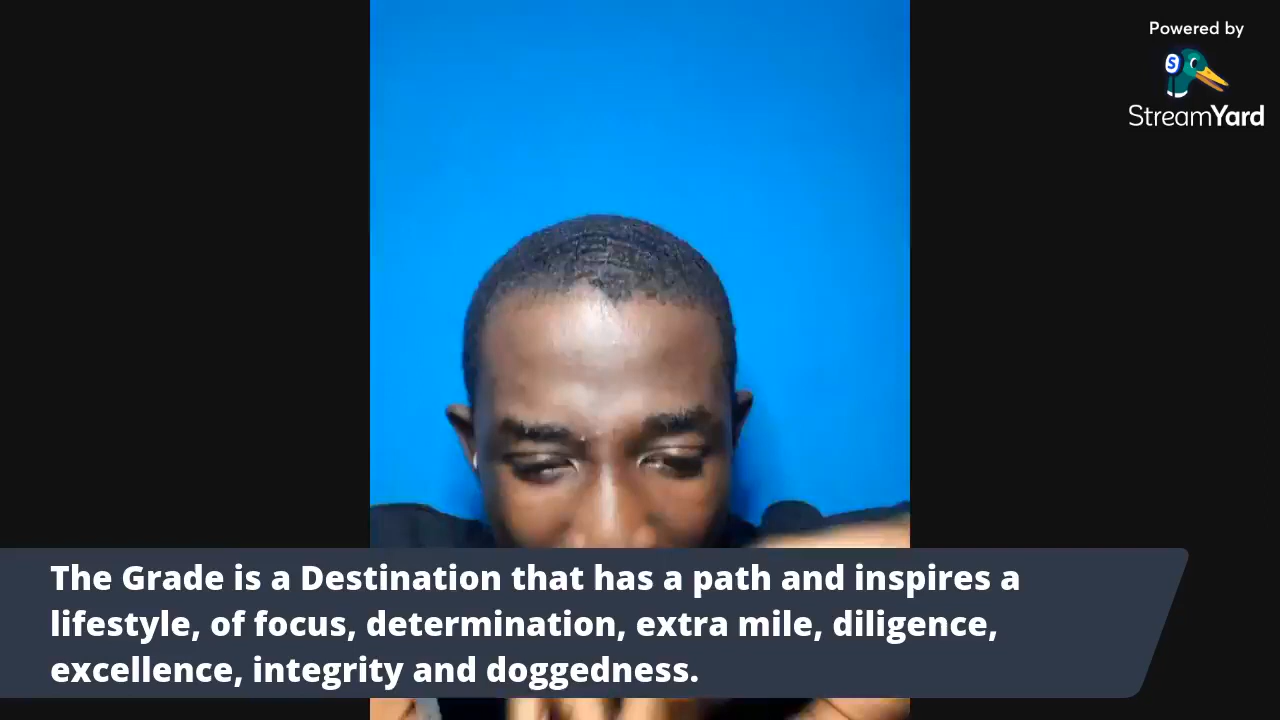 Powered by
S
StreamYard
The Grade is a Destination that has a path and inspires a
lifestyle, of focus, determination, extra mile, diligence,
excellence, integrity and doggedness.